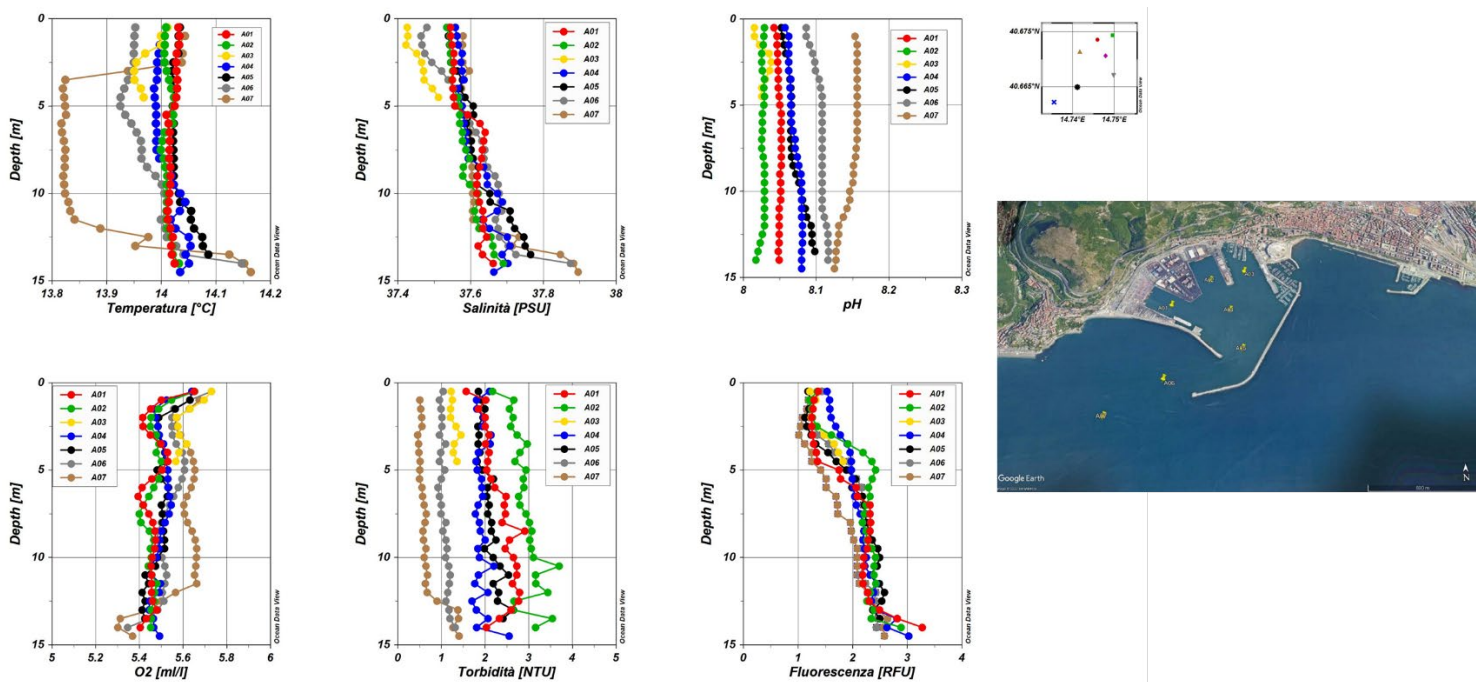 0
5
10
15
Depth [m]
13.8
13.9
14
14.1
14.2
Temperatura [°C]
A01
A02
A03
A04
A05
A06
A07
Ocean Data View
0
5
10
15
Depth [m]
37.4
37.6
37.8
38
Salinità [PSU]
A01
A02
A03
A04
A05
A06
A07
Ocean Data View
0
5
10
15
Depth [m]
8
8.1
8.2
8.3
pH
A01
A02
A03
A04
A05
A06
A07
Ocean Data View
40.675°N
40.665°N
14.74°E
14.75°E
Ocean Data View
A01
A03
A06
Google Earth
N
900 m
0
5
10
15
Depth [m]
5
5.2
5.4
5.6
5.8
6
O2 [ml/l]
A01
A02
A03
A04
A05
A06
A07
Ocean Data View
0
5
10
15
Depth [m]
0
1
2
3
4
5
Torbidità [NTU]
A01
A02
A03
A04
A05
A06
A07
Ocean Data View
0
5
10
15
Depth [m]
0
1
2
3
4
Fluorescenza [RFU]
A01
A02
A03
A04
A05
A06
A07
Ocean Data View